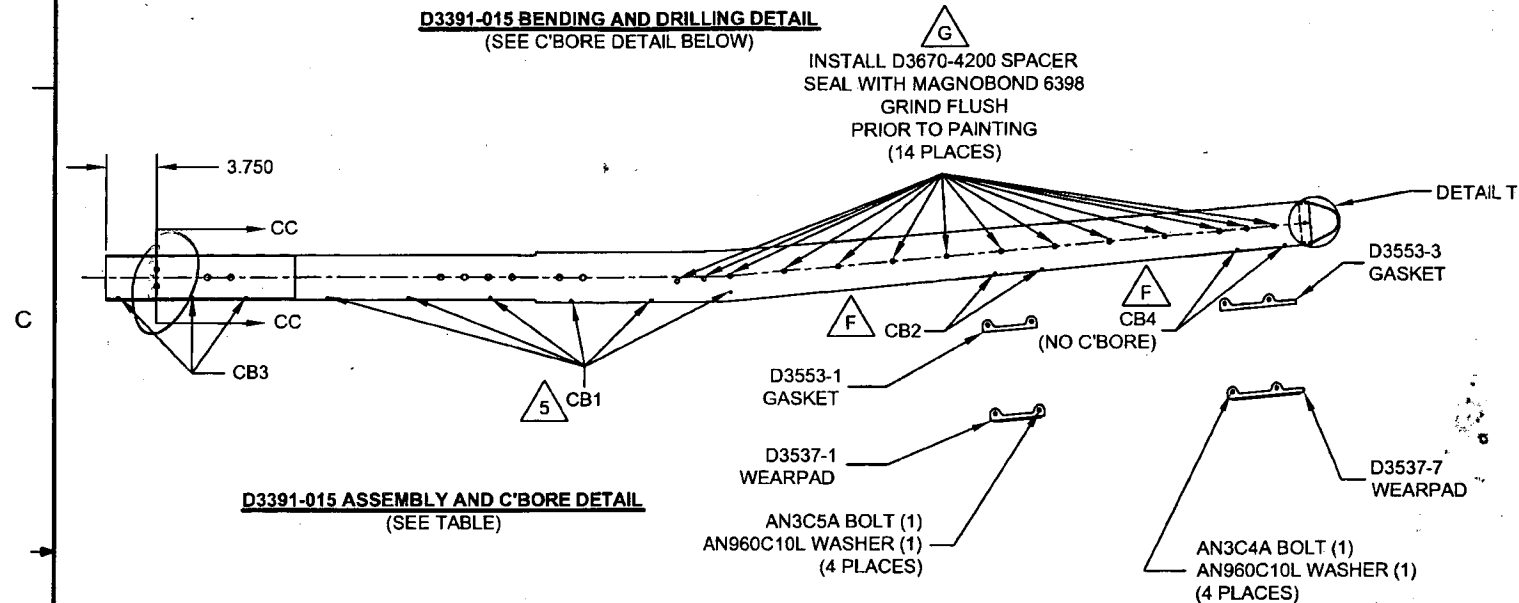 D3391-015 BENDING AND DRILLING DETAIL
(SEE C'BORE DETAIL BELOW)
G
INSTALL D3670-4200 SPACER
SEAL WITH MAGNOBOND 6398
GRIND FLUSH
PRIOR TO PAINTING
(14 PLACES)
3.750
DETAIL T
CC
D3553-3
GASKET
C
CC
F
CB2
F
CB4
(NO C'BORE)
CB3
5
CB1
D3553-1
GASKET
D3537-1
WEARPAD
D3537-7
WEARPAD
D3391-015 ASSEMBLY AND C'BORE DETAIL
(SEE TABLE)
AN3C5A BOLT (1)
AN960C10L WASHER (1)
(4 PLACES)
AN3C4A BOLT (1)
AN960C10L WASHER (1)
(4 PLACES)